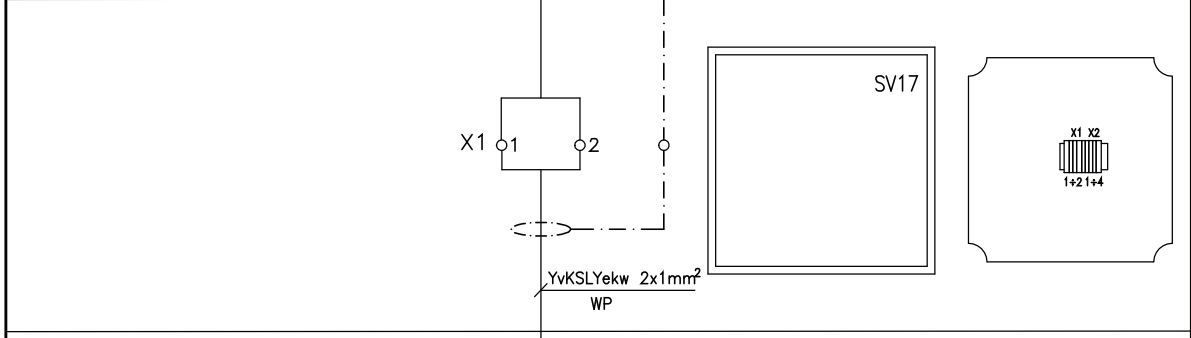 SV17
X1 X2
X1 1 2
1÷2 1÷4
YvKSLYekw 2x1mm²
WP